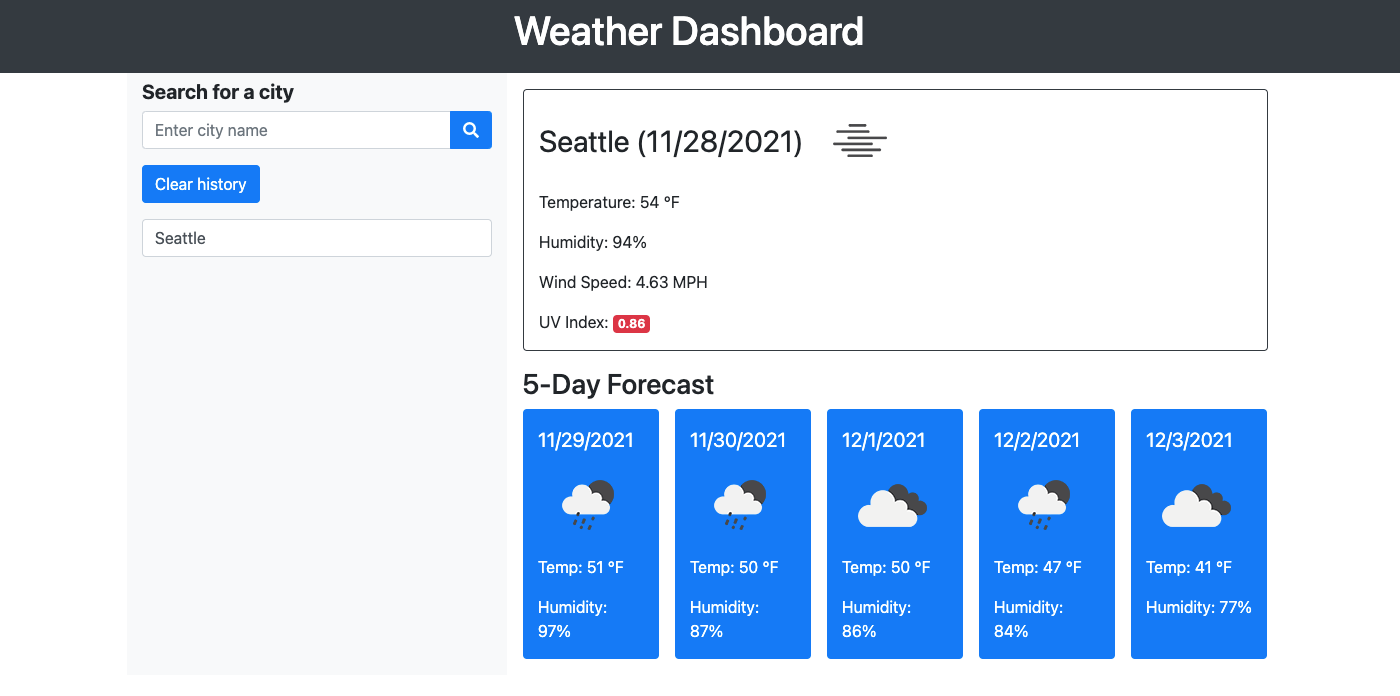 Weather Dashboard
Search for a city
Enter city name
Clear history
Seattle
Seattle (11/28/2021)
Temperature: 54 °F
Humidity: 94%
Wind Speed: 4.63 MPH
UV Index: 0.86
5-Day Forecast
11/29/2021
Temp: 51 °F
Humidity:
97%
11/30/2021
Temp: 50 °F
Humidity:
87%
12/1/2021
Temp: 50 °F
Humidity:
86%
12/2/2021
Temp: 47 °F
Humidity:
84%
12/3/2021
Temp: 41 °F
Humidity: 77%